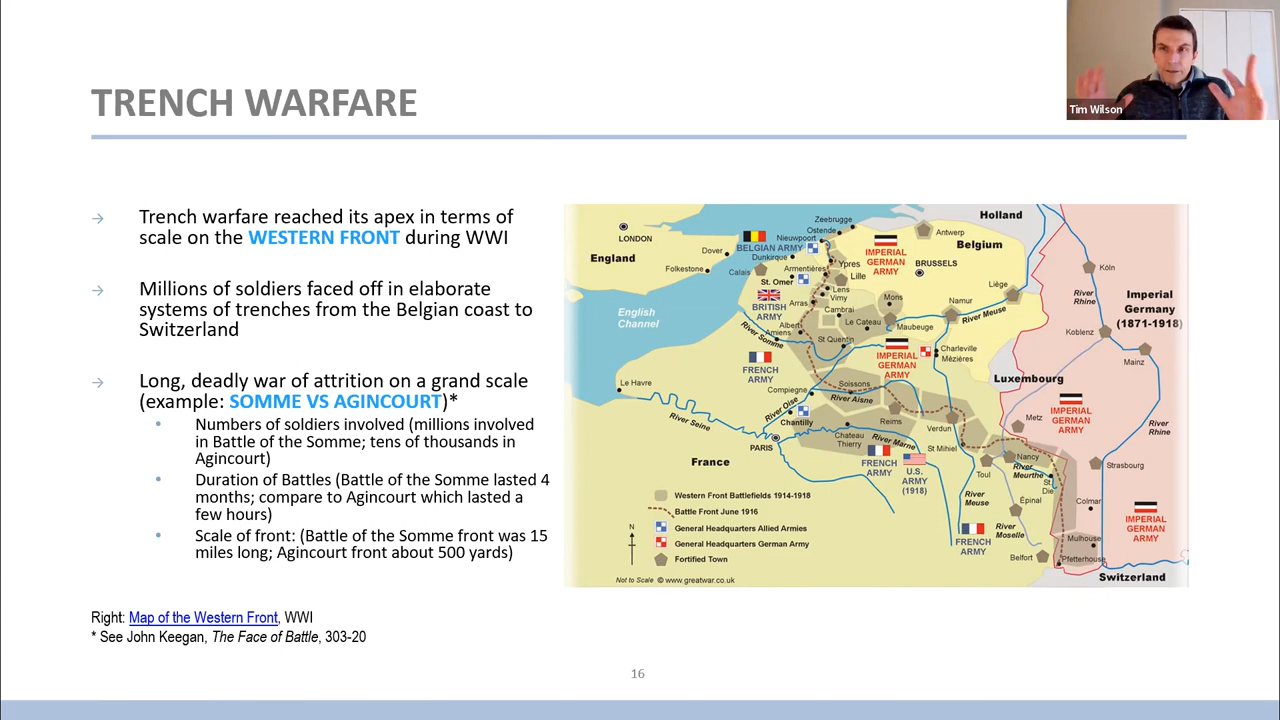 Tim Wilson
TRENCH WARFARE
→ Trench warfare reached its apex in terms of
scale on the WESTERN FRONT during WWI
→ Millions of soldiers faced off in elaborate
systems of trenches from the Belgian coast to
Switzerland
→ Long, deadly war of attrition on a grand scale
(example: SOMME VS AGINCOURT)*
• Numbers of soldiers involved (millions involved
in Battle of the Somme; tens of thousands in
Agincourt)
• Duration of Battles (Battle of the Somme lasted 4
months; compare to Agincourt which lasted a
few hours)
• Scale of front: (Battle of the Somme front was 15
miles long; Agincourt front about 500 yards)
Zeebrugge
Holland
Ostende
LONDON
Nieuwpoort
Antwerp
BELGIAN ARMY
IMPERIAL
GERMAN
ARMY
Belgium
Dover
Dunkirque
England
Ypres
BRUSSELS
Folkestone
Calais
Armentières
Lille
Köln
St. Omer
Lens
Liège
River
Rhine
Imperial
Germany
(1871-1918)
BRITISH
ARMY
Vimy
Mons
Namur
Arras
Cambrai
River Meuse
English
Channel
Albert
Le Cateau
Maubeuge
Koblenz
River Somme
Amiens
St Quentin
Charleville
Mézières
Mainz
FRENCH
ARMY
IMPERIAL
GERMAN
ARMY
Luxembourg
Le Havre
Compiegne
Soissons
River Aisne
IMPERIAL
GERMAN
ARMY
River Oise
Metz
River
Rhine
River Seine
Chantilly
Reims
Verdun
PARIS
Chateau
Thierry
River Marne
St Mihiel
Nancy
France
FRENCH
ARMY
U.S.
ARMY
(1918)
Toul
River
Meurthe
Strasbourg
St
Die
River
Meuse
Épinal
Colmar
IMPERIAL
GERMAN
ARMY
FRENCH
ARMY
River
Moselle
Mulhouse
Belfort
Pfetterhouse
Switzerland
Western Front Battlefields 1914-1918
Battle Front June 1916
N
General Headquarters Allied Armies
General Headquarters German Army
Fortified Town
Not to Scale © www.greatwar.co.uk
Right: Map of the Western Front, WWI
* See John Keegan, The Face of Battle, 303-20
16